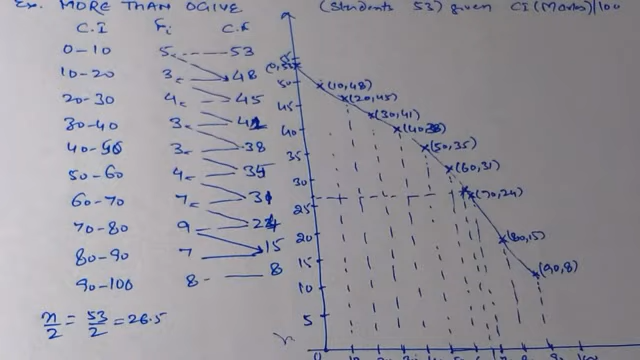 Ex. MORE THAN OGIVE (Students 53) given CI (Marks)/100
C.I Fi C.F
0-10 5 53
10-20 3 48
20-30 4 45
30-40 3 41
40-50 3 38
50-60 4 35
60-70 7 31
70-80 9 24
80-90 7 15
90-100 8 8
n/2 = 53/2 = 26.5
55
50
45
40
35
30
25
20
15
10
5
0
(10,48)
(20,45)
(30,41)
(50,35)
(60,31)
(70,24)
(80,15)
(90,8)